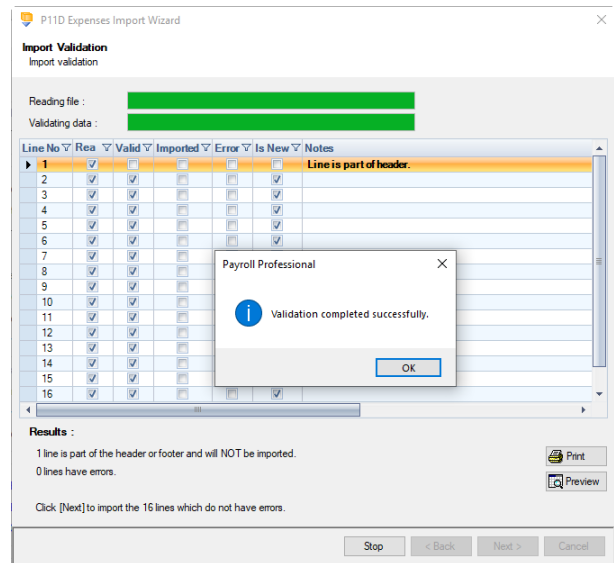 P11D Expenses Import Wizard
Import Validation
Import validation
Reading file :
Validating data :
Line No Rea Valid Imported Error Is New Notes
1 Line is part of header.
2
3
4
5
6
7
8
9
10
11
12
13
14
15
16
Payroll Professional
Validation completed successfully.
OK
Results :
1 line is part of the header or footer and will NOT be imported.
0 lines have errors.
Click [Next] to import the 16 lines which do not have errors.
Print
Preview
Stop < Back Next > Cancel